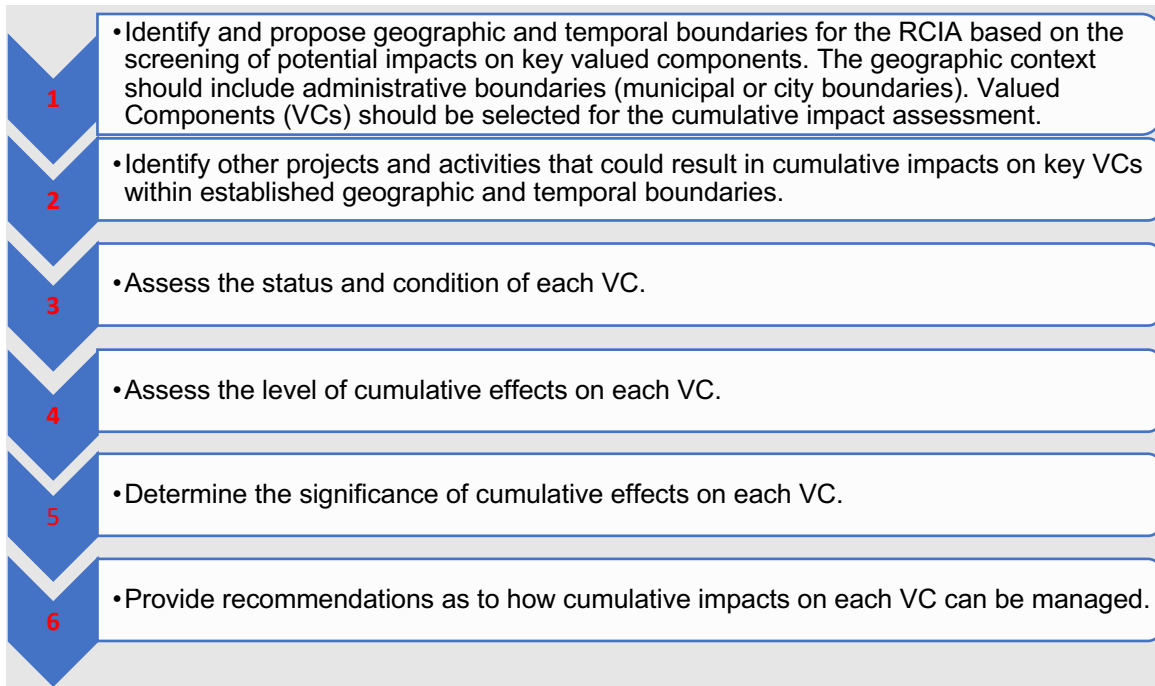 1
•Identify and propose geographic and temporal boundaries for the RCIA based on the
screening of potential impacts on key valued components. The geographic context
should include administrative boundaries (municipal or city boundaries). Valued
Components (VCs) should be selected for the cumulative impact assessment.
2
•Identify other projects and activities that could result in cumulative impacts on key VCs
within established geographic and temporal boundaries.
3
•Assess the status and condition of each VC.
4
•Assess the level of cumulative effects on each VC.
5
•Determine the significance of cumulative effects on each VC.
6
•Provide recommendations as to how cumulative impacts on each VC can be managed.